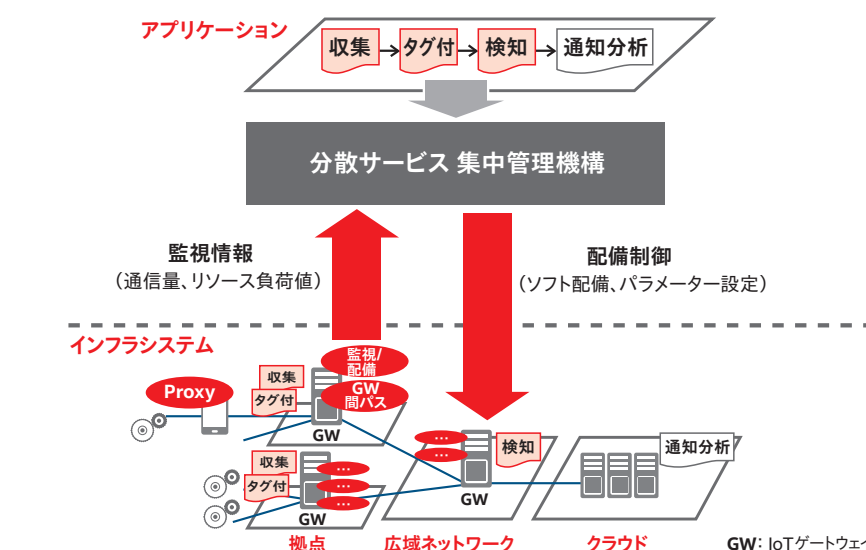 アプリケーション
収集
タグ付
検知
通知分析
分散サービス 集中管理機構
監視情報
（通信量、リソース負荷値）
配備制御
（ソフト配備、パラメーター設定）
インフラシステム
監視/
配備
収集
Proxy
タグ付
GW
間パス
GW
…
検知
通知分析
…
収集
…
タグ付
…
…
GW
GW
拠点
広域ネットワーク
クラウド
GW: IoTゲートウェイ